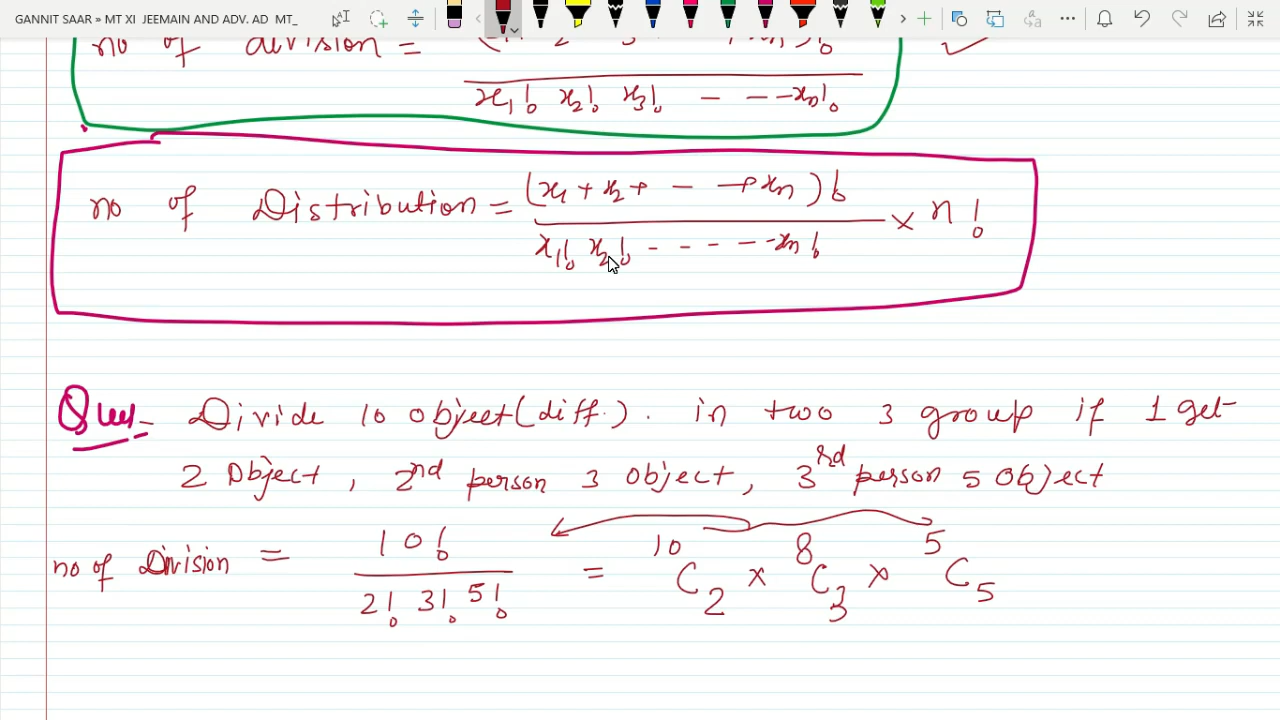 GANNIT SAAR » MT XI JEEMAIN AND ADV. AD MT_
no of division =
x1! x2! x3! - - - -xn!
no of Distribution = (x1 + x2 + - - + xn)! / x1! x2! - - - - -xn! × n!
Ques- Divide 10 object(diff.). in two 3 group if 1 get
2 Object, 2nd person 3 object, 3rd person 5 object
no of Division = 10! / 2! 3! 5! = 10C2 × 8C3 × 5C5